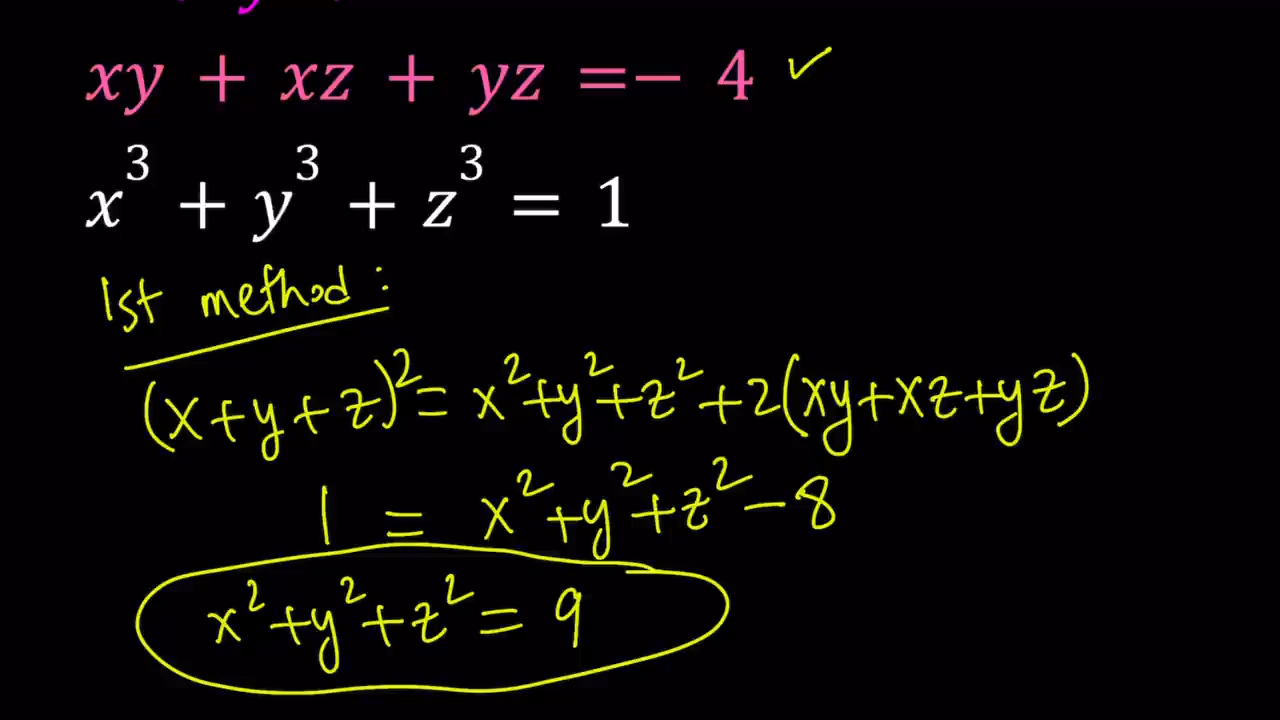 xy + xz + yz =− 4 ✓
x³ + y³ + z³ = 1
1st method:
(x+y+z)²= x²+y²+z²+2(xy+xz+yz)
1 = x²+y²+z²-8
x²+y²+z²= 9